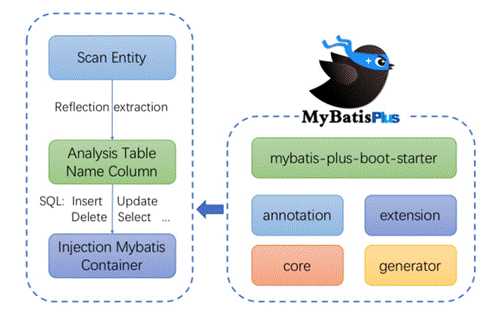 Scan Entity
Reflection extraction
Analysis Table
Name Column
SQL: Insert Update
Delete Select ...
Injection Mybatis
Container
MyBatisPlus
mybatis-plus-boot-starter
annotation extension
core generator